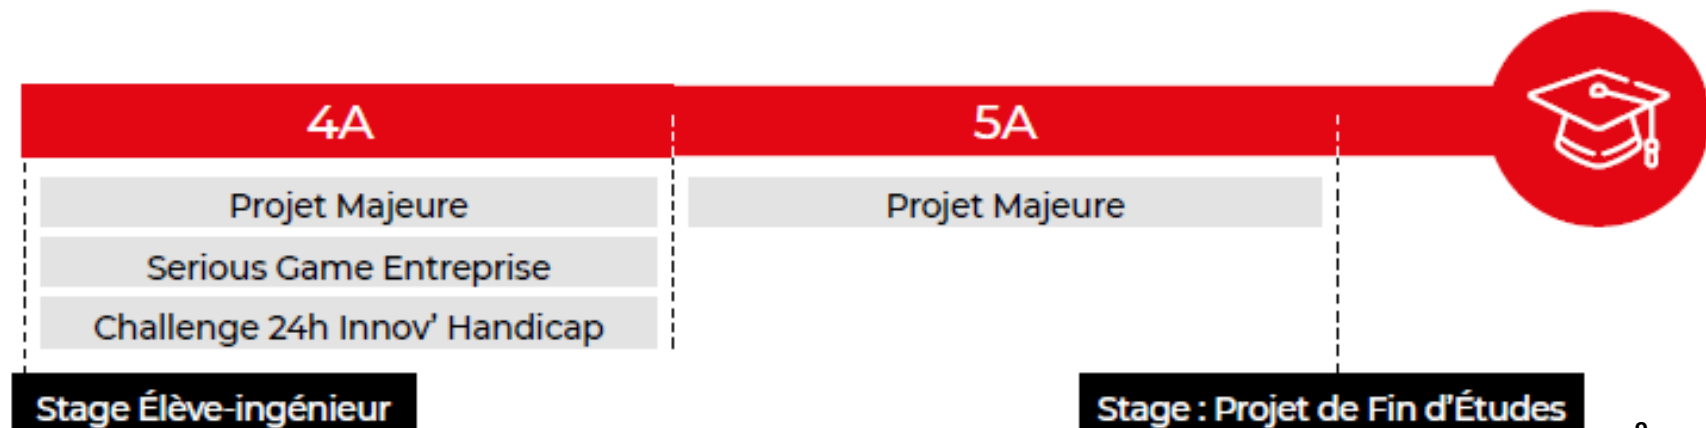 4A
5A
Projet Majeure
Projet Majeure
Serious Game Entreprise
Challenge 24h Innov’ Handicap
Stage Élève-ingénieur
Stage : Projet de Fin d’Études